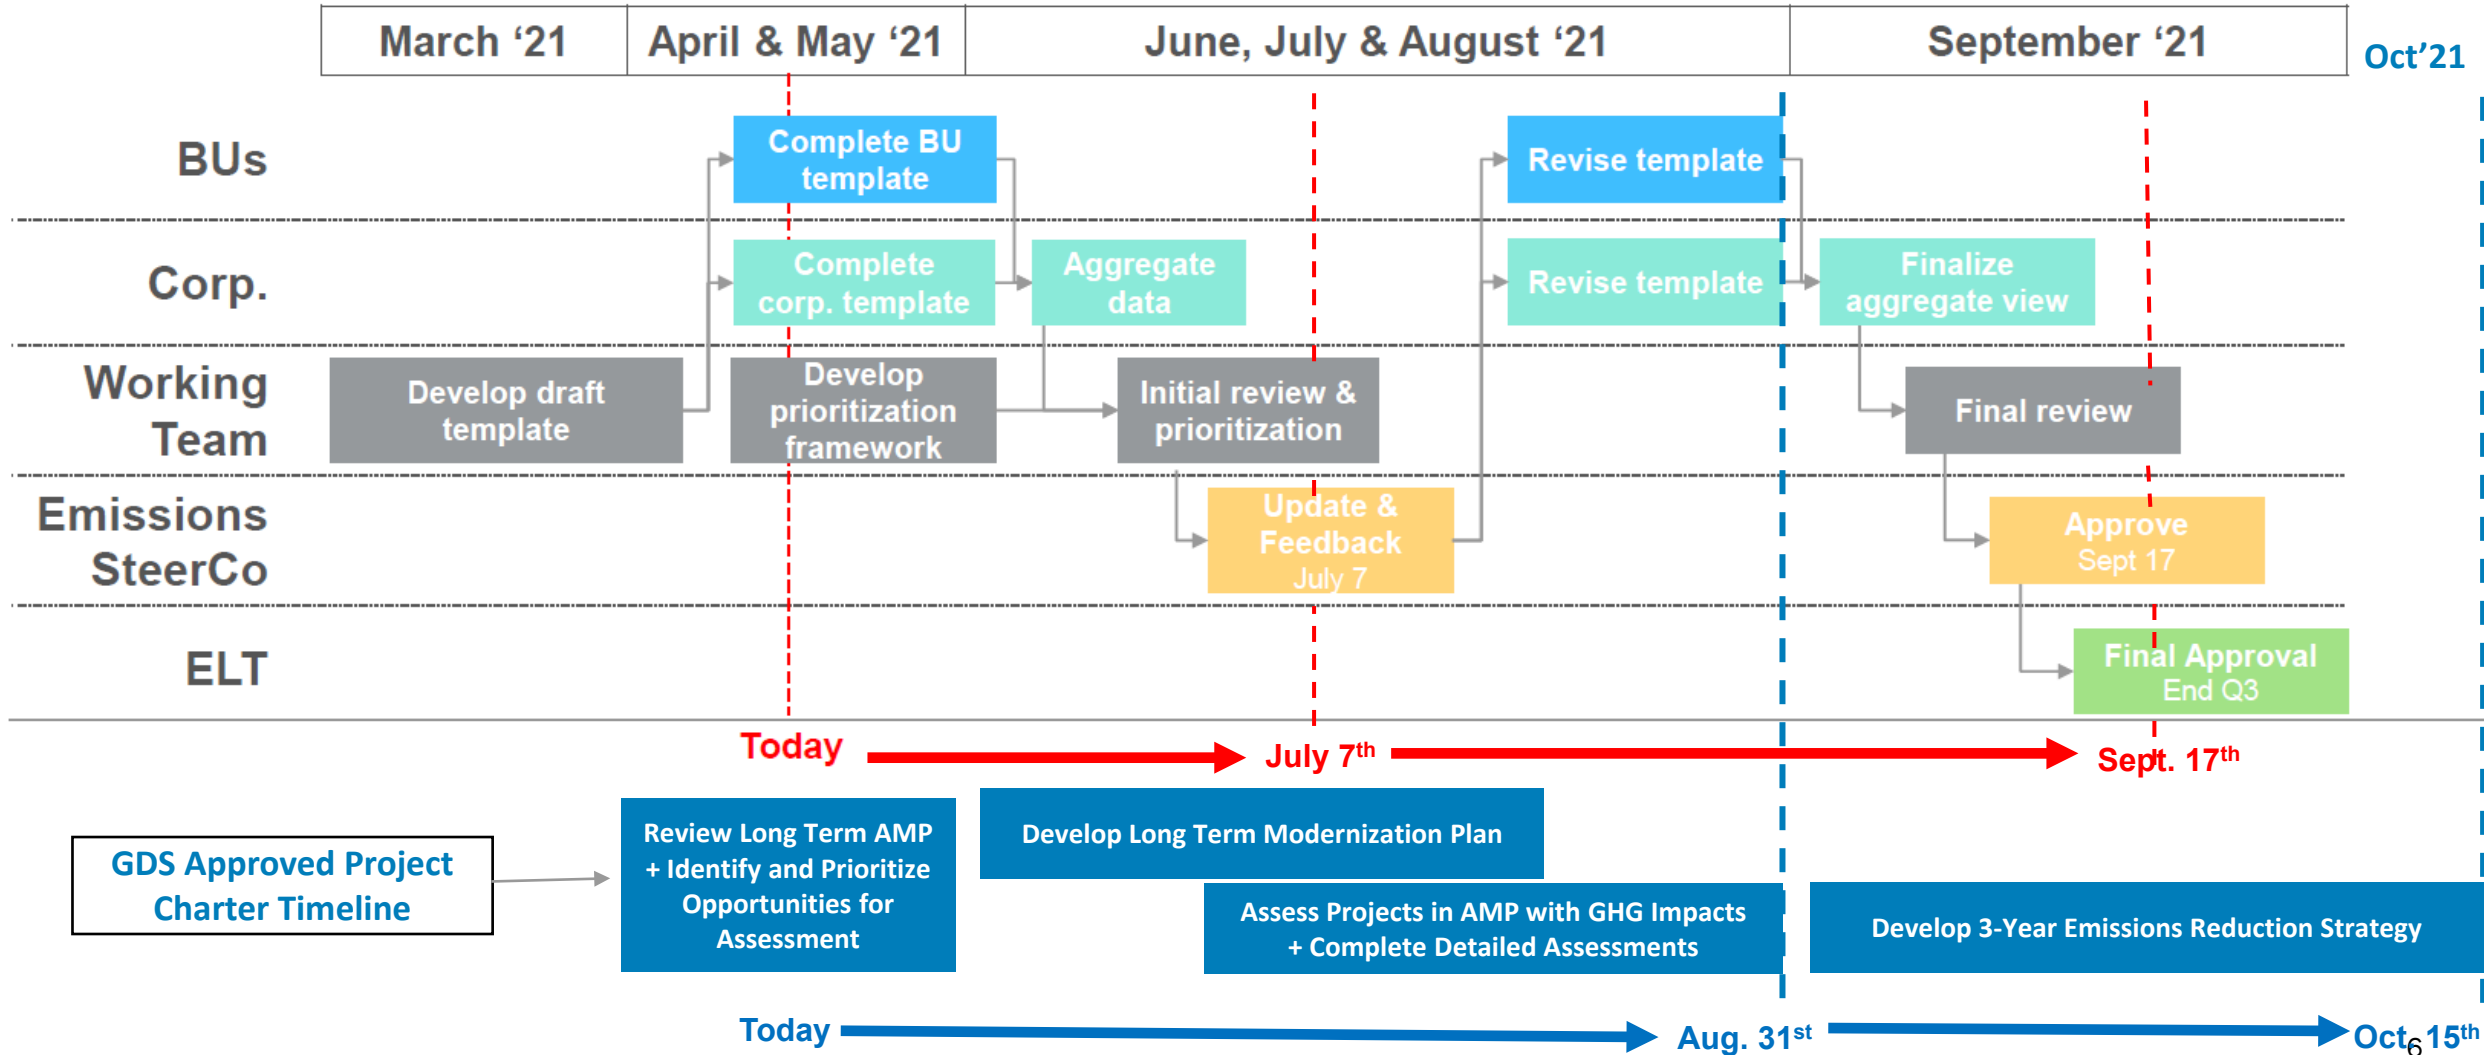 March ‘21
April & May ‘21
June, July & August ‘21
September ‘21
Oct’21
BUs
Complete BU
template
Revise template
Corp.
Complete
corp. template
Aggregate
data
Revise template
Finalize
aggregate view
Working
Team
Develop draft
template
Develop
prioritization
framework
Initial review &
prioritization
Final review
Emissions
SteerCo
Update &
Feedback
July 7
Approve
Sept 17
ELT
Final Approval
End Q3
Today
July 7th
Sept. 17th
GDS Approved Project
Charter Timeline
Review Long Term AMP
+ Identify and Prioritize
Opportunities for
Assessment
Develop Long Term Modernization Plan
Assess Projects in AMP with GHG Impacts
+ Complete Detailed Assessments
Develop 3-Year Emissions Reduction Strategy
Today
Aug. 31st
Oct. 15th
6